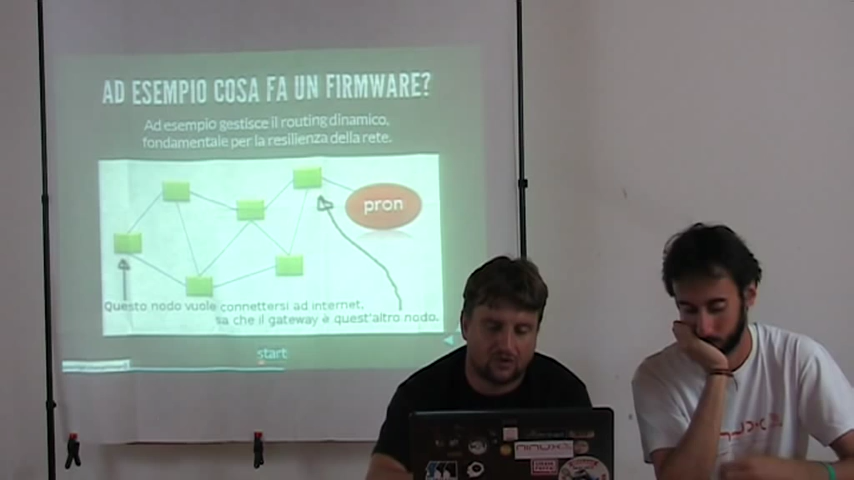 AD ESEMPIO COSA FA UN FIRMWARE?
Ad esempio gestisce il routing dinamico,
fondamentale per la resilienza della rete.
pron
Questo nodo vuole connettersi ad internet,
sa che il gateway è quest'altro nodo.
start